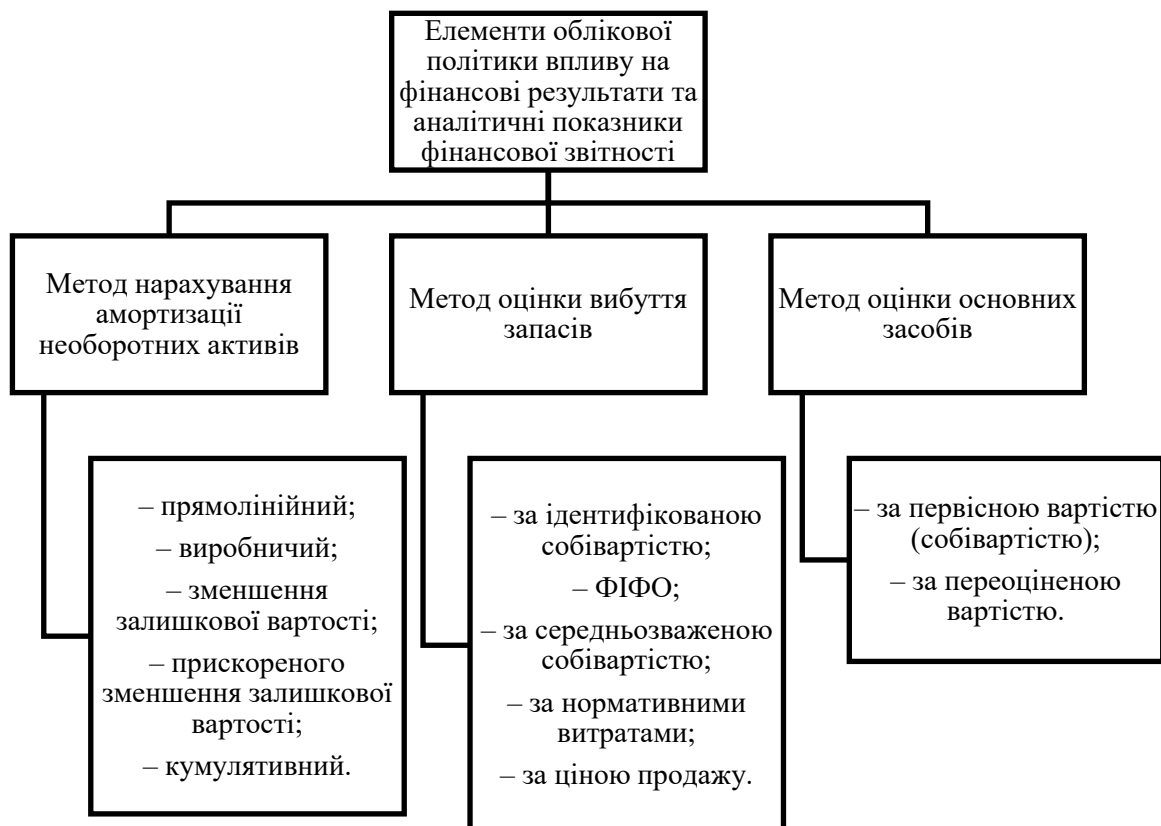 Елементи облікової
політики впливу на
фінансові результати та
аналітичні показники
фінансової звітності
Метод нарахування
амортизації
необоротних активів
Метод оцінки вибуття
запасів
Метод оцінки основних
засобів
– прямолінійний;
– виробничий;
– зменшення
залишкової вартості;
– прискореного
зменшення залишкової
вартості;
– кумулятивний.
– за ідентифікованою
собівартістю;
– ФІФО;
– за середньозваженою
собівартістю;
– за нормативними
витратами;
– за ціною продажу.
– за первісною вартістю
(собівартістю);
– за переоціненою
вартістю.